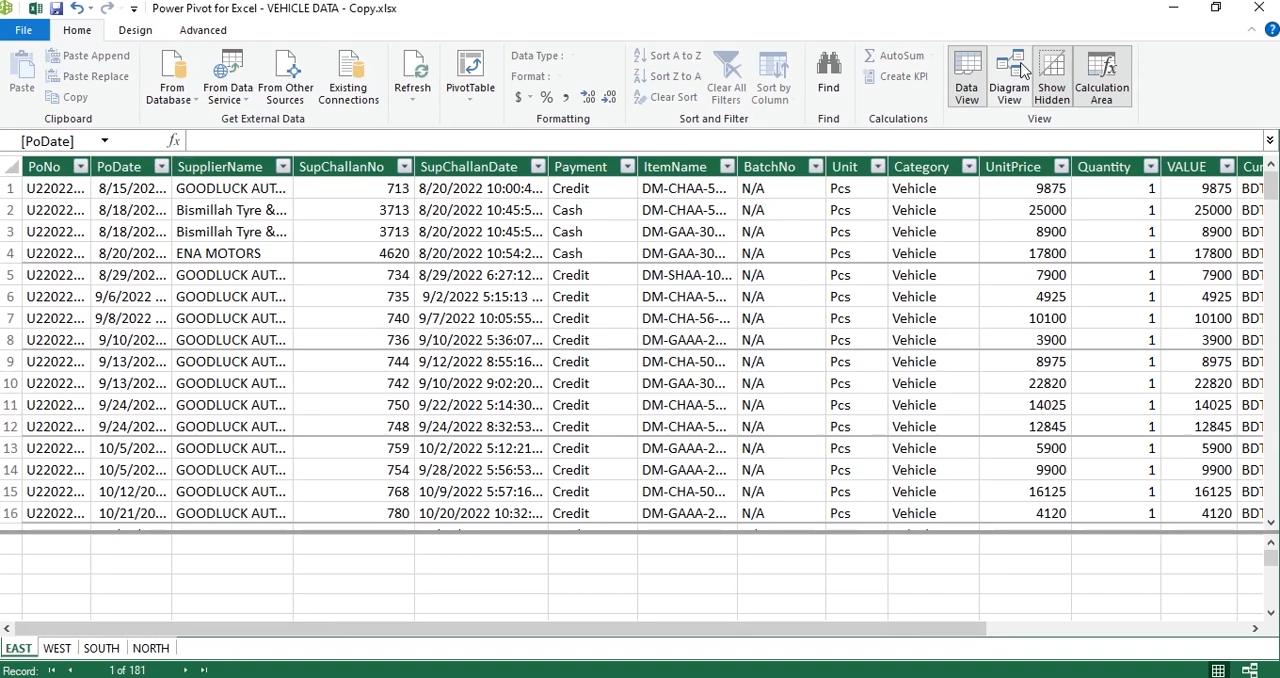 Power Pivot for Excel - VEHICLE DATA - Copy.xlsx
File Home Design Advanced
Paste
Paste Append
Paste Replace
Copy
Clipboard
From Database
From Data Service
From Other Sources
Existing Connections
Get External Data
Refresh
PivotTable
Data Type :
Format :
$ % ,
Formatting
Sort A to Z
Sort Z to A
Clear Sort
Clear All Filters
Sort by Column
Sort and Filter
Find
Find
AutoSum
Create KPI
Calculations
Data View
Diagram View
Show Hidden
Calculation Area
View
[PoDate] fx
PoNo PoDate SupplierName SupChallanNo SupChallanDate Payment ItemName BatchNo Unit Category UnitPrice Quantity VALUE Cur
1 U22022... 8/15/202... GOODLUCK AUT... 713 8/20/2022 10:00:4... Credit DM-CHAA-5... N/A Pcs Vehicle 9875 1 9875 BDT
2 U22022... 8/18/202... Bismillah Tyre &... 3713 8/20/2022 10:45:5... Cash DM-CHAA-5... N/A Pcs Vehicle 25000 1 25000 BDT
3 U22022... 8/18/202... Bismillah Tyre &... 3713 8/20/2022 10:45:5... Cash DM-GAA-30... N/A Pcs Vehicle 8900 1 8900 BDT
4 U22022... 8/20/202... ENA MOTORS 4620 8/20/2022 10:54:2... Cash DM-GAA-30... N/A Pcs Vehicle 17800 1 17800 BDT
5 U22022... 8/29/202... GOODLUCK AUT... 734 8/29/2022 6:27:12... Credit DM-SHAA-10... N/A Pcs Vehicle 7900 1 7900 BDT
6 U22022... 9/6/2022 ... GOODLUCK AUT... 735 9/2/2022 5:15:13 ... Credit DM-CHAA-5... N/A Pcs Vehicle 4925 1 4925 BDT
7 U22022... 9/8/2022 ... GOODLUCK AUT... 740 9/7/2022 10:05:55... Credit DM-CHA-56-... N/A Pcs Vehicle 10100 1 10100 BDT
8 U22022... 9/10/202... GOODLUCK AUT... 736 9/10/2022 5:36:07... Credit DM-GAAA-2... N/A Pcs Vehicle 3900 1 3900 BDT
9 U22022... 9/13/202... GOODLUCK AUT... 744 9/12/2022 8:55:16... Credit DM-CHA-50... N/A Pcs Vehicle 8975 1 8975 BDT
10 U22022... 9/13/202... GOODLUCK AUT... 742 9/10/2022 9:02:20... Credit DM-GAA-30... N/A Pcs Vehicle 22820 1 22820 BDT
11 U22022... 9/24/202... GOODLUCK AUT... 750 9/22/2022 5:14:30... Credit DM-CHAA-5... N/A Pcs Vehicle 14025 1 14025 BDT
12 U22022... 9/24/202... GOODLUCK AUT... 748 9/24/2022 8:32:53... Credit DM-CHAA-5... N/A Pcs Vehicle 12845 1 12845 BDT
13 U22022... 10/5/202... GOODLUCK AUT... 759 10/2/2022 5:12:21... Credit DM-GAAA-2... N/A Pcs Vehicle 5900 1 5900 BDT
14 U22022... 10/5/202... GOODLUCK AUT... 754 9/28/2022 5:56:53... Credit DM-GAAA-2... N/A Pcs Vehicle 9900 1 9900 BDT
15 U22022... 10/12/20... GOODLUCK AUT... 768 10/9/2022 5:57:16... Credit DM-CHA-50... N/A Pcs Vehicle 16125 1 16125 BDT
16 U22022... 10/21/20... GOODLUCK AUT... 780 10/20/2022 10:32:... Credit DM-GAAA-2... N/A Pcs Vehicle 4120 1 4120 BDT
EAST WEST SOUTH NORTH
Record: 1 of 181